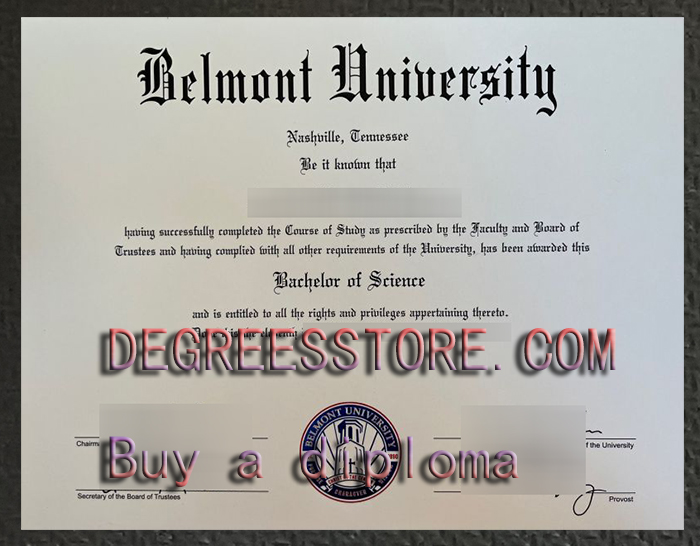 Belmont University
Nashville, Tennessee
Be it known that
having successfully completed the Course of Study as prescribed by the Faculty and Board of
Trustees and having complied with all other requirements of the University, has been awarded this
Bachelor of Science
and is entitled to all the rights and privileges appertaining thereto.
DEGREESSTORE.COM
BELMONT UNIVERSITY
of the University
Buy a diploma
Secretary of the Board of Trustees
Provost